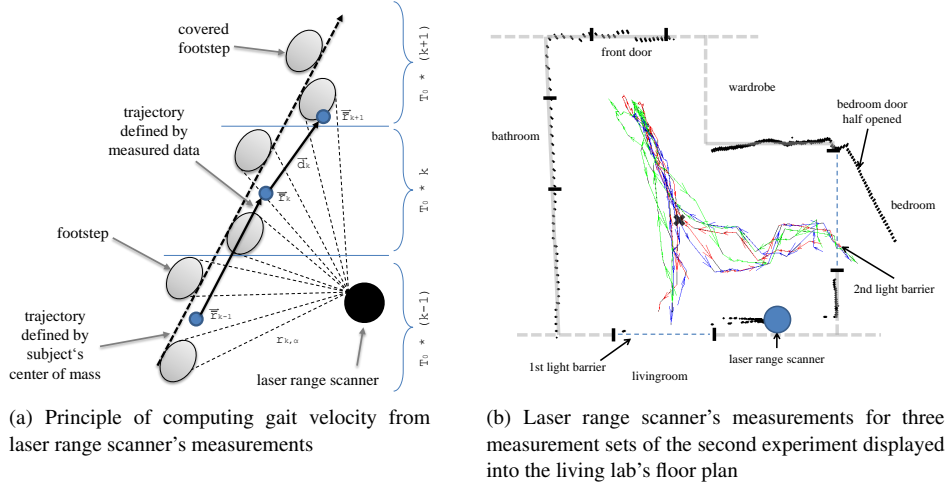 covered
footstep
trajectory
defined by
measured data
footstep
trajectory
defined by
subject's
center of mass
r̿k+1
d⃗k
r̿k
r̿k-1
rk,α
laser range scanner
T₀ * (k+1)
T₀ * k
T₀ * (k-1)
(a) Principle of computing gait velocity from
laser range scanner's measurements
front door
wardrobe
bedroom door
half opened
bathroom
bedroom
2nd light barrier
1st light barrier
livingroom
laser range scanner
(b) Laser range scanner's measurements for three
measurement sets of the second experiment displayed
into the living lab's floor plan